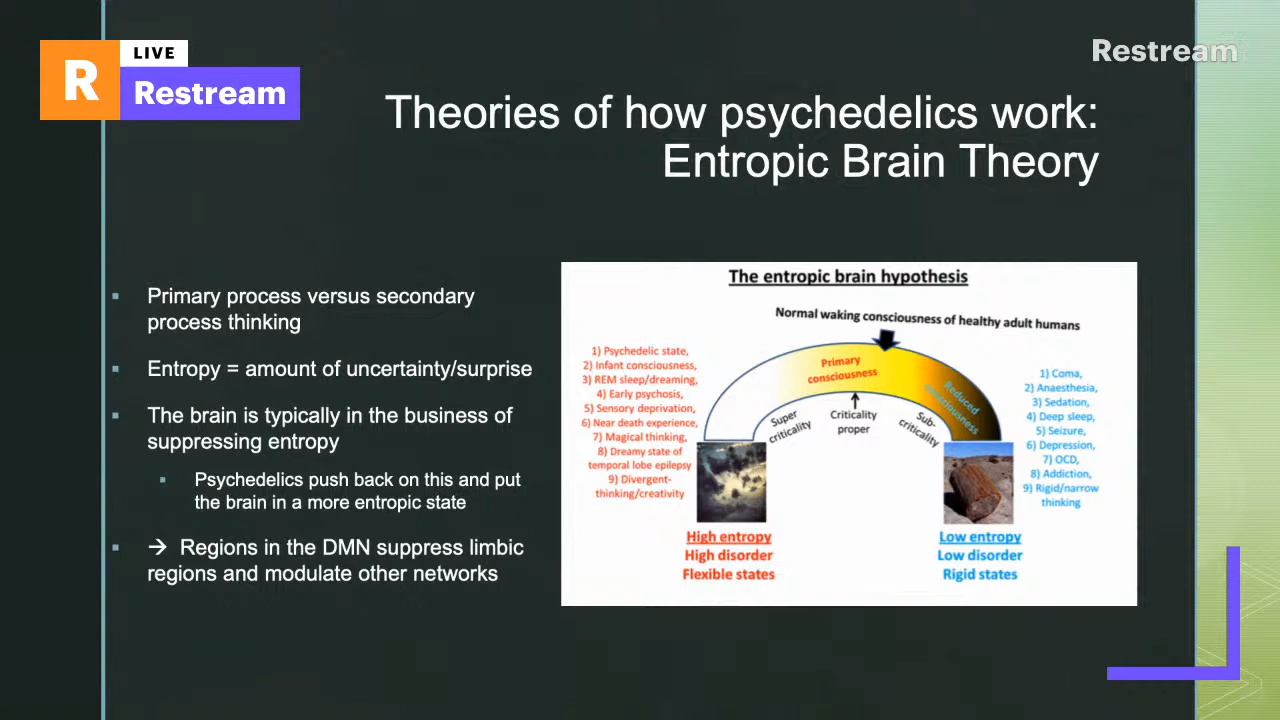 R
LIVE
Restream
Restream
Theories of how psychedelics work:
Entropic Brain Theory
Primary process versus secondary
process thinking
Entropy = amount of uncertainty/surprise
The brain is typically in the business of
suppressing entropy
Psychedelics push back on this and put
the brain in a more entropic state
→ Regions in the DMN suppress limbic
regions and modulate other networks
The entropic brain hypothesis
Normal waking consciousness of healthy adult humans
1) Psychedelic state,
2) Infant consciousness,
3) REM sleep/dreaming,
4) Early psychosis,
5) Sensory deprivation,
6) Near death experience,
7) Magical thinking,
8) Dreamy state of
temporal lobe epilepsy
9) Divergent-
thinking/creativity
Primary
consciousness
Reduced
consciousness
Super
criticality
Criticality
proper
Sub-
criticality
1) Coma,
2) Anaesthesia,
3) Sedation,
4) Deep sleep,
5) Seizure,
6) Depression,
7) OCD,
8) Addiction,
9) Rigid/narrow
thinking
High entropy
High disorder
Flexible states
Low entropy
Low disorder
Rigid states